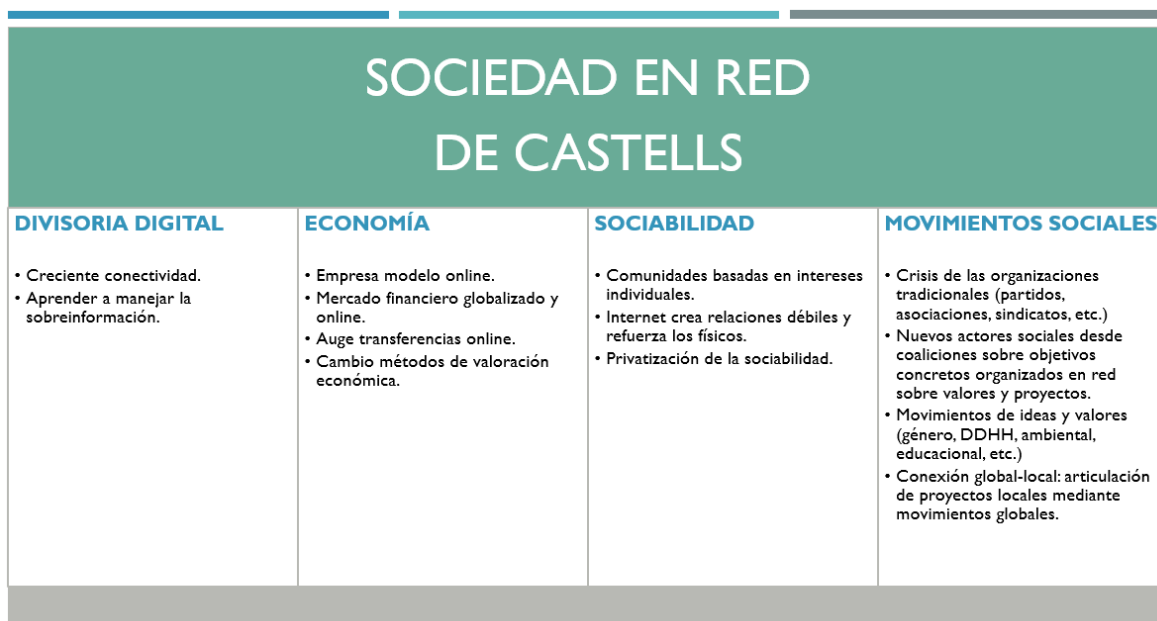 SOCIEDAD EN RED
DE CASTELLS
DIVISORIA DIGITAL
• Creciente conectividad.
• Aprender a manejar la
sobreinformación.
ECONOMÍA
• Empresa modelo online.
• Mercado financiero globalizado y
online.
• Auge transferencias online.
• Cambio métodos de valoración
económica.
SOCIABILIDAD
• Comunidades basadas en intereses
individuales.
• Internet crea relaciones débiles y
refuerza los físicos.
• Privatización de la sociabilidad.
MOVIMIENTOS SOCIALES
• Crisis de las organizaciones
tradicionales (partidos,
asociaciones, sindicatos, etc.)
• Nuevos actores sociales desde
coaliciones sobre objetivos
concretos organizados en red
sobre valores y proyectos.
• Movimientos de ideas y valores
(género, DDHH, ambiental,
educacional, etc.)
• Conexión global-local: articulación
de proyectos locales mediante
movimientos globales.